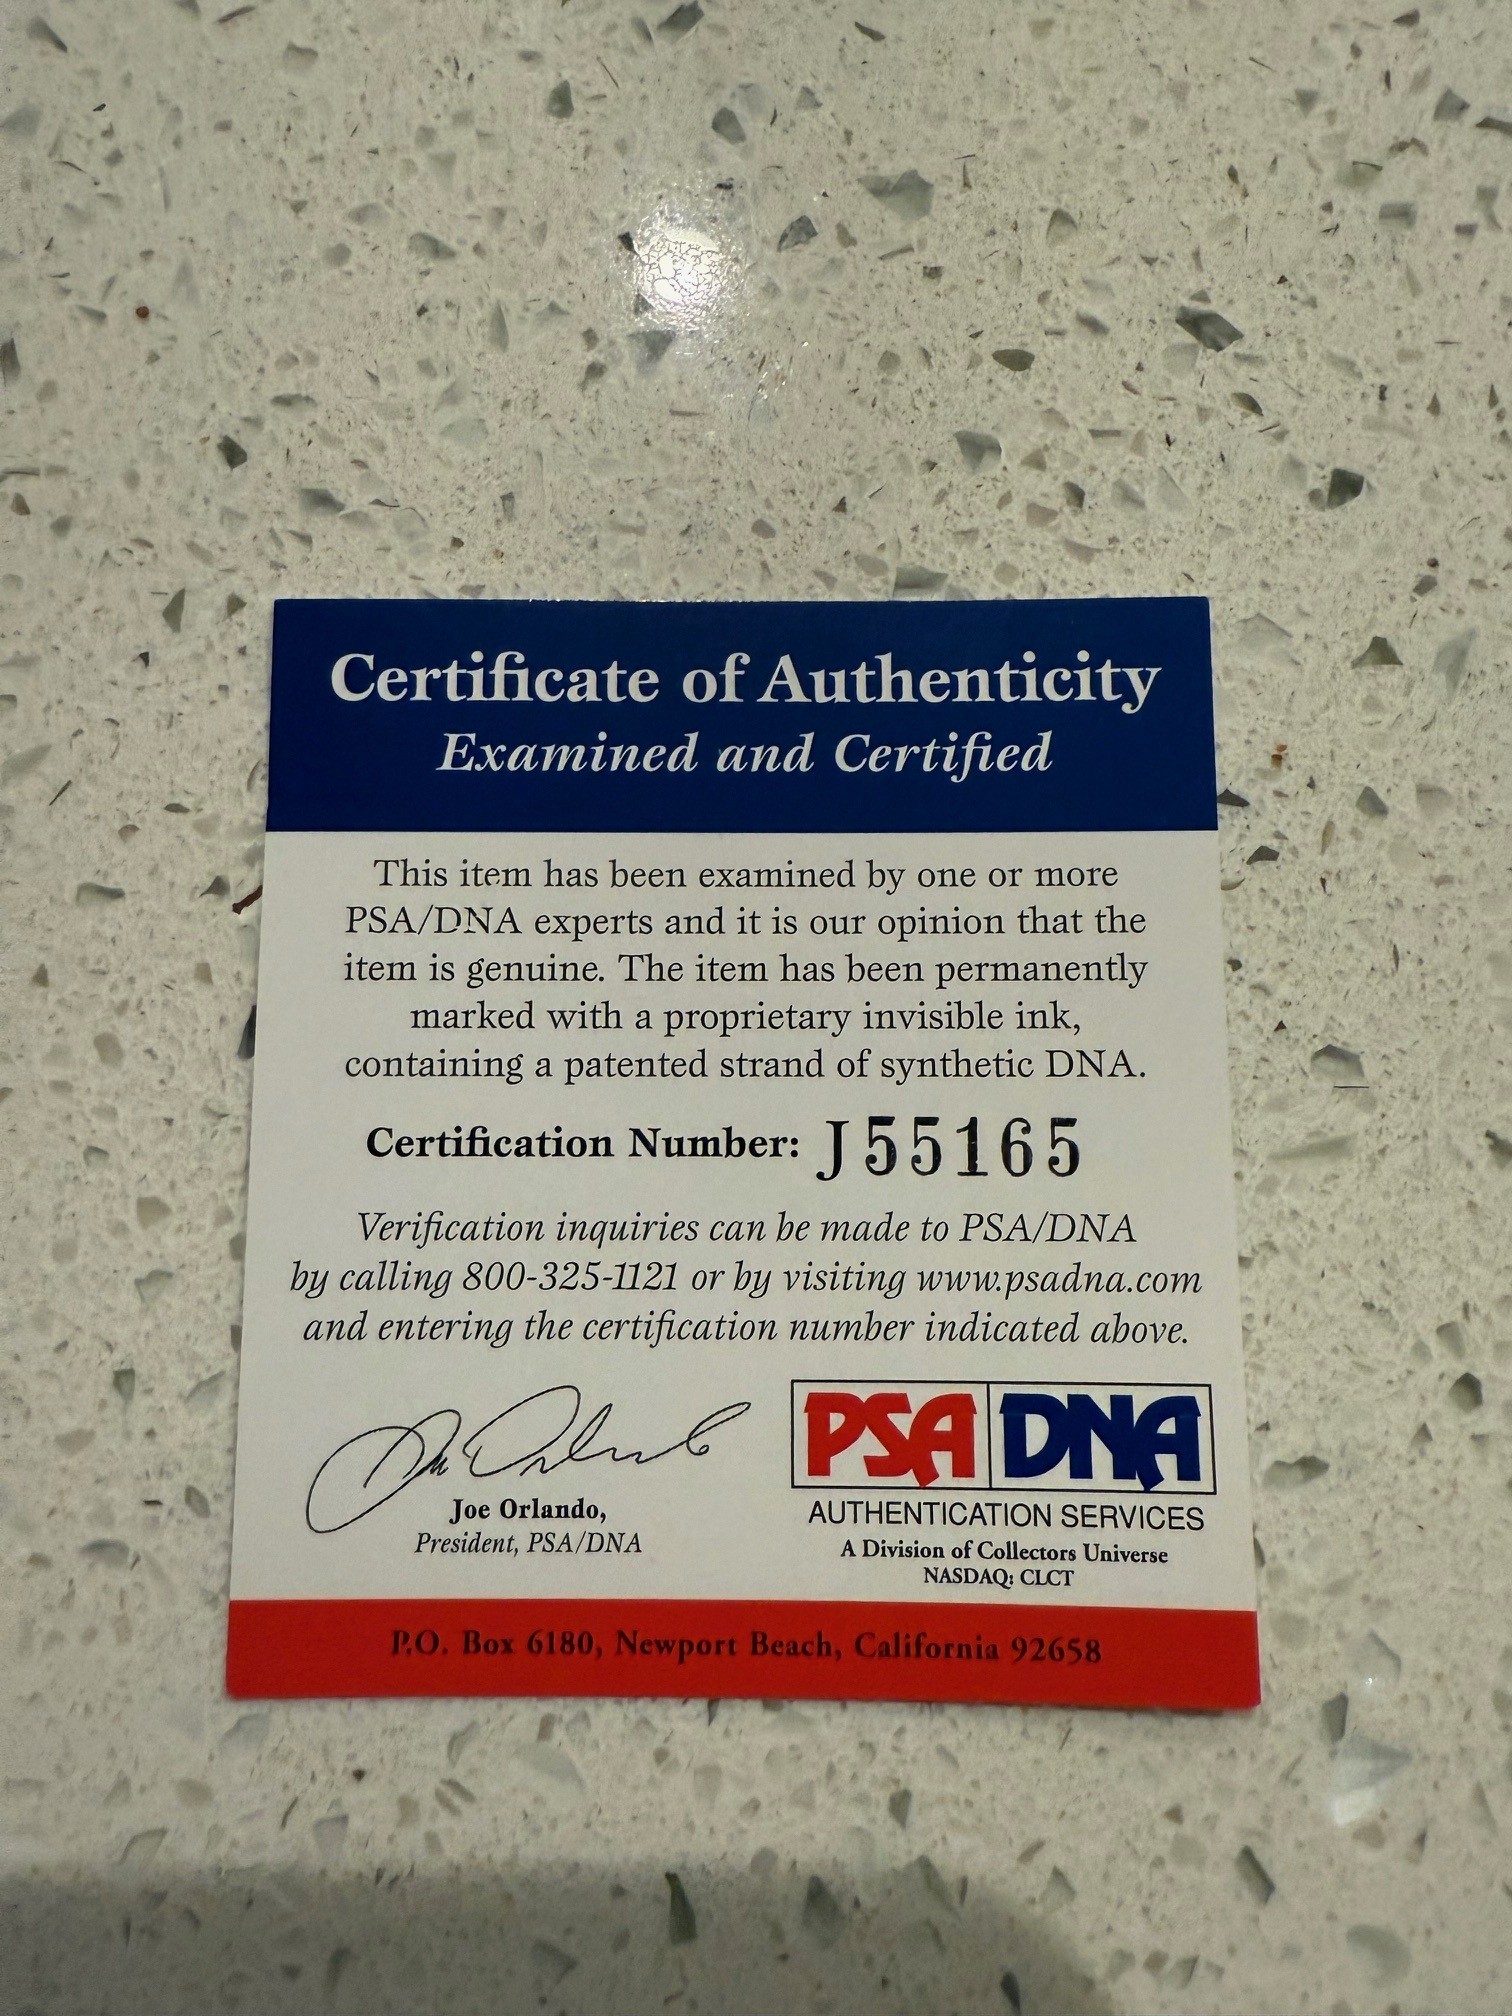 Certificate of Authenticity
Examined and Certified
This item has been examined by one or more
PSA/DNA experts and it is our opinion that the
item is genuine. The item has been permanently
marked with a proprietary invisible ink,
containing a patented strand of synthetic DNA.
Certification Number: J55165
Verification inquiries can be made to PSA/DNA
by calling 800-325-1121 or by visiting www.psadna.com
and entering the certification number indicated above.
Joe Orlando
Joe Orlando,
President, PSA/DNA
PSA DNA
AUTHENTICATION SERVICES
A Division of Collectors Universe
NASDAQ: CLCT
P.O. Box 6180, Newport Beach, California 92658